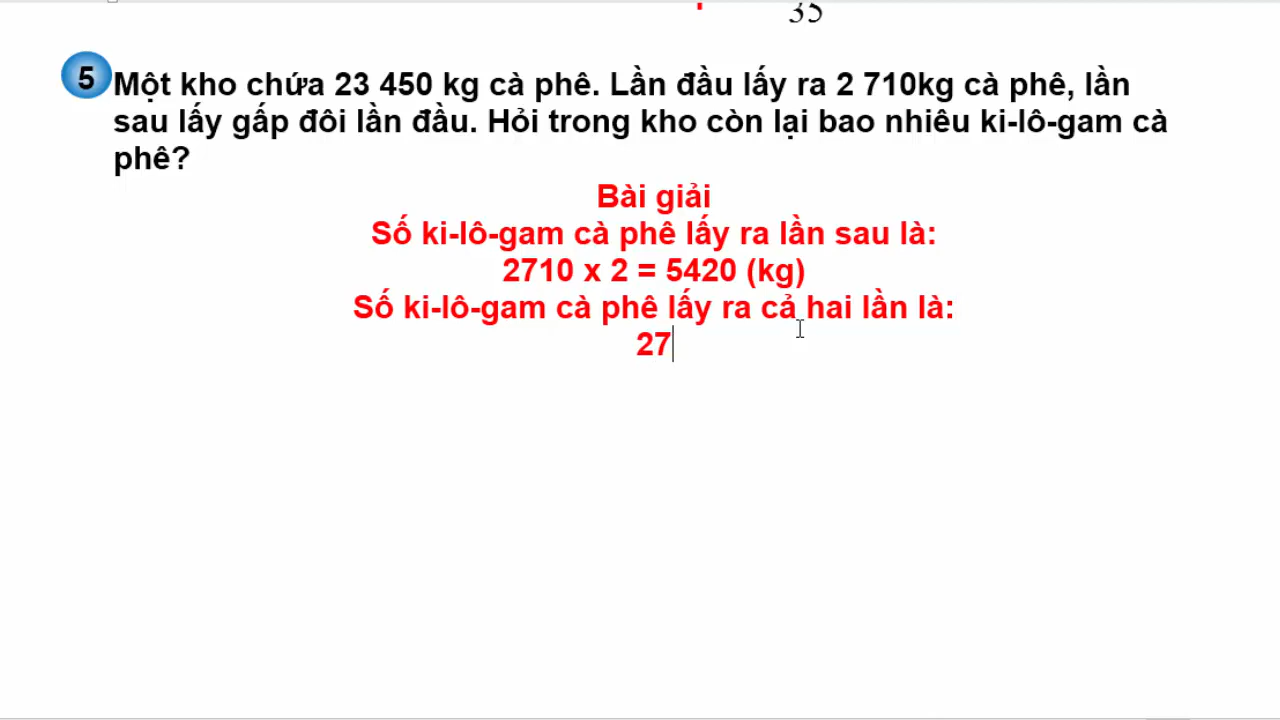 35
5 Một kho chứa 23 450 kg cà phê. Lần đầu lấy ra 2 710kg cà phê, lần
sau lấy gấp đôi lần đầu. Hỏi trong kho còn lại bao nhiêu ki-lô-gam cà
phê?
Bài giải
Số ki-lô-gam cà phê lấy ra lần sau là:
2710 x 2 = 5420 (kg)
Số ki-lô-gam cà phê lấy ra cả hai lần là:
27